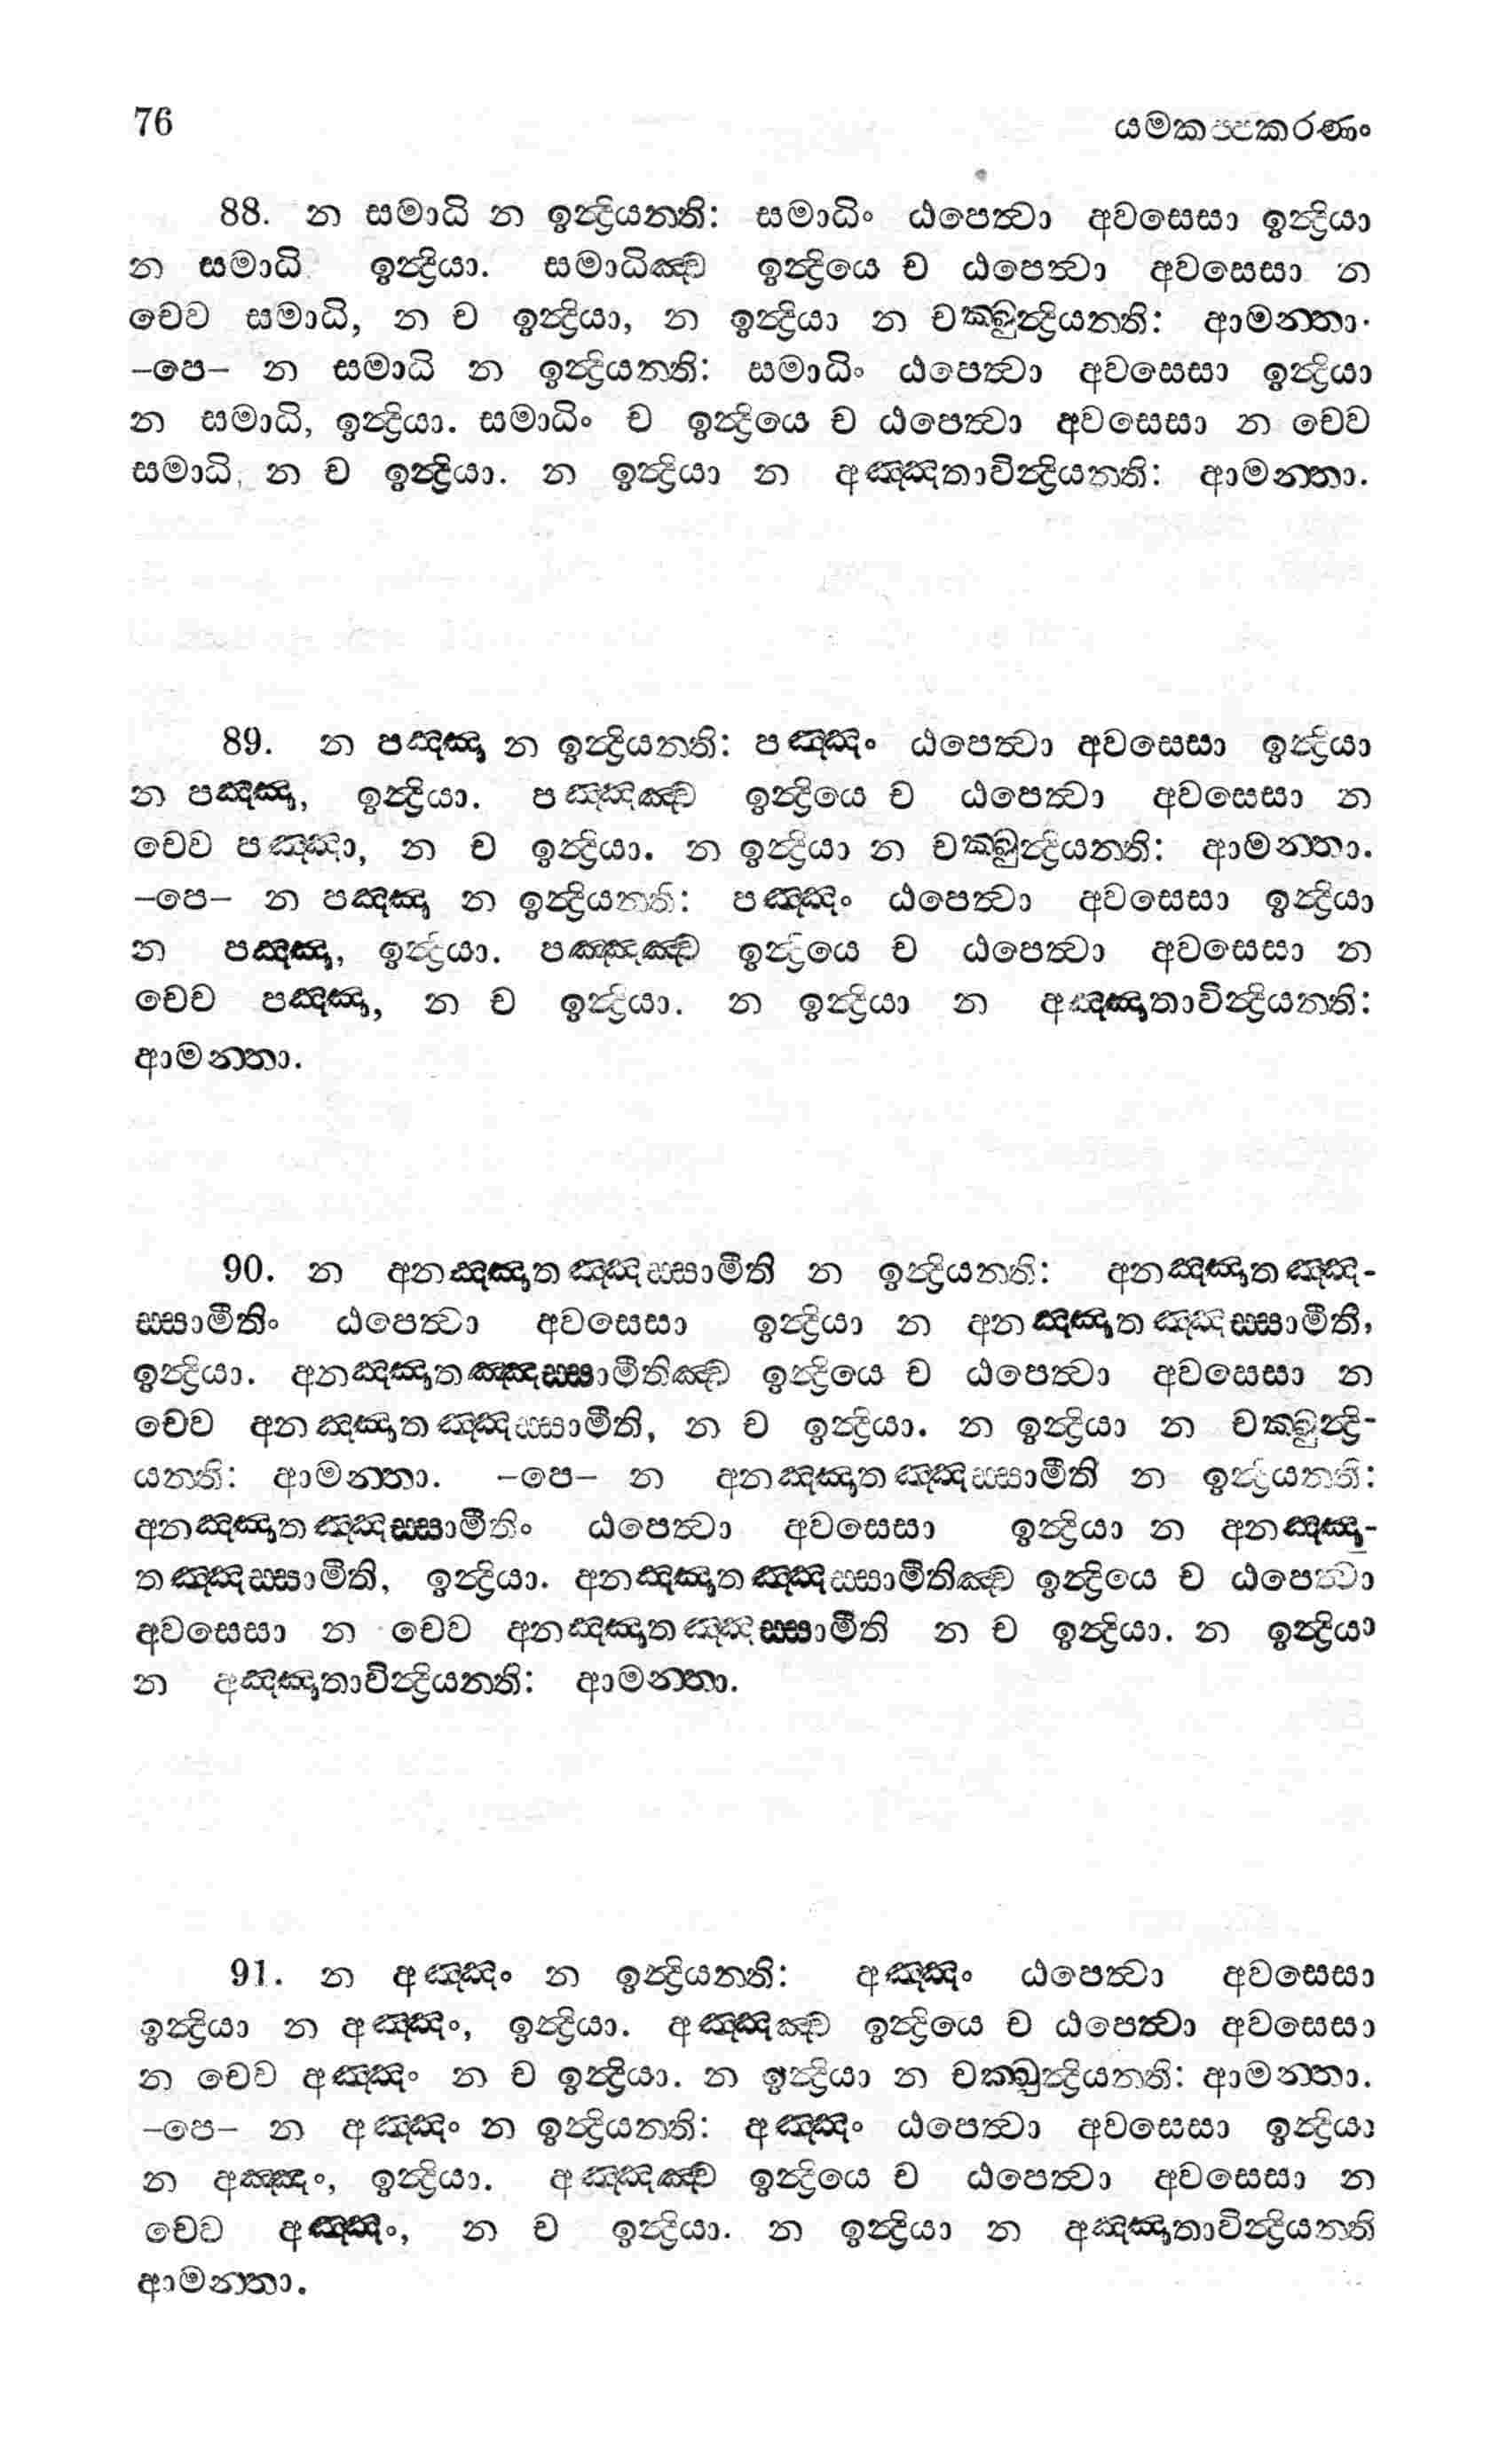 76 යමකප්පකරණං
88. න සමාධි න ඉන්ද්‍රියන්ති: සමාධිං ඨපෙත්වා අවසෙසා ඉන්ද්‍රියා
න සමාධි ඉන්ද්‍රියා. සමාධිඤ්ච ඉන්ද්‍රියෙ ච ඨපෙත්වා අවසෙසා න
චෙව සමාධි, න ච ඉන්ද්‍රියා, න ඉන්ද්‍රියා න චක්ඛුන්ද්‍රියන්ති: ආමන්තා.
–පෙ– න සමාධි න ඉන්ද්‍රියන්ති: සමාධිං ඨපෙත්වා අවසෙසා ඉන්ද්‍රියා
න සමාධි, ඉන්ද්‍රියා. සමාධිං ච ඉන්ද්‍රියෙ ච ඨපෙත්වා අවසෙසා න චෙව
සමාධි, න ච ඉන්ද්‍රියා. න ඉන්ද්‍රියා න අඤ්ඤතාවින්ද්‍රියන්ති: ආමන්තා.
89. න පඤ්ඤා න ඉන්ද්‍රියන්ති: පඤ්ඤං ඨපෙත්වා අවසෙසා ඉන්ද්‍රියා
න පඤ්ඤා, ඉන්ද්‍රියා. පඤ්ඤඤ්ච ඉන්ද්‍රියෙ ච ඨපෙත්වා අවසෙසා න
චෙව පඤ්ඤා, න ච ඉන්ද්‍රියා. න ඉන්ද්‍රියා න චක්ඛුන්ද්‍රියන්ති: ආමන්තා.
–පෙ– න පඤ්ඤා න ඉන්ද්‍රියන්ති: පඤ්ඤං ඨපෙත්වා අවසෙසා ඉන්ද්‍රියා
න පඤ්ඤා, ඉන්ද්‍රියා. පඤ්ඤඤ්ච ඉන්ද්‍රියෙ ච ඨපෙත්වා අවසෙසා න
චෙව පඤ්ඤා, න ච ඉන්ද්‍රියා. න ඉන්ද්‍රියා න අඤ්ඤාතාවින්ද්‍රියන්ති:
ආමන්තා.
90. න අනඤ්ඤාතඤ්ඤස්සාමීති න ඉන්ද්‍රියන්ති: අනඤ්ඤාතඤ්ඤ-
ස්සාමීතිං ඨපෙත්වා අවසෙසා ඉන්ද්‍රියා න අනඤ්ඤාතඤ්ඤස්සාමීතී,
ඉන්ද්‍රියා. අනඤ්ඤාතඤ්ඤස්සාමීතිඤ්ච ඉන්ද්‍රියෙ ච ඨපෙත්වා අවසෙසා න
චෙව අනඤ්ඤාතඤ්ඤස්සාමීති, න ච ඉන්ද්‍රියා. න ඉන්ද්‍රියා න චක්ඛුන්ද්‍රි-
යන්ති: ආමන්තා. –පෙ– න අනඤ්ඤාතඤ්ඤස්සාමීති න ඉන්ද්‍රියන්ති:
අනඤ්ඤාතඤ්ඤස්සාමීතිං ඨපෙත්වා අවසෙසා ඉන්ද්‍රියා න අනඤ්ඤා-
තඤ්ඤස්සාමීති, ඉන්ද්‍රියා. අනඤ්ඤාතඤ්ඤස්සාමීතිඤ්ච ඉන්ද්‍රියෙ ච ඨපෙත්වා
අවසෙසා න චෙව අනඤ්ඤාතඤ්ඤස්සාමීති න ච ඉන්ද්‍රියා. න ඉන්ද්‍රියා
න අඤ්ඤාතාවින්ද්‍රියන්ති: ආමන්තා.
91. න අඤ්ඤං න ඉන්ද්‍රියන්ති: අඤ්ඤං ඨපෙත්වා අවසෙසා
ඉන්ද්‍රියා න අඤ්ඤං, ඉන්ද්‍රියා. අඤ්ඤඤ්ච ඉන්ද්‍රියෙ ච ඨපෙත්වා අවසෙසා
න චෙව අඤ්ඤං න ච ඉන්ද්‍රියා. න ඉන්ද්‍රියා න චක්ඛුන්ද්‍රියන්ති: ආමන්තා.
–පෙ– න අඤ්ඤං න ඉන්ද්‍රියන්ති: අඤ්ඤං ඨපෙත්වා අවසෙසා ඉන්ද්‍රියා
න අඤ්ඤං, ඉන්ද්‍රියා. අඤ්ඤඤ්ච ඉන්ද්‍රියෙ ච ඨපෙත්වා අවසෙසා න
චෙව අඤ්ඤං, න ච ඉන්ද්‍රියා. න ඉන්ද්‍රියා න අඤ්ඤාතාවින්ද්‍රියන්ති
ආමන්තා.